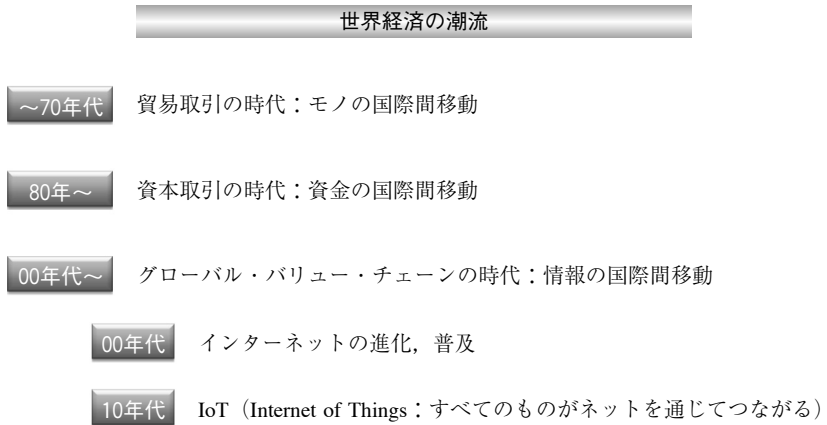 世界経済の潮流
～70年代 貿易取引の時代：モノの国際間移動
80年～ 資本取引の時代：資金の国際間移動
00年代～ グローバル・バリュー・チェーンの時代：情報の国際間移動
00年代 インターネットの進化，普及
10年代 IoT（Internet of Things：すべてのものがネットを通じてつながる）